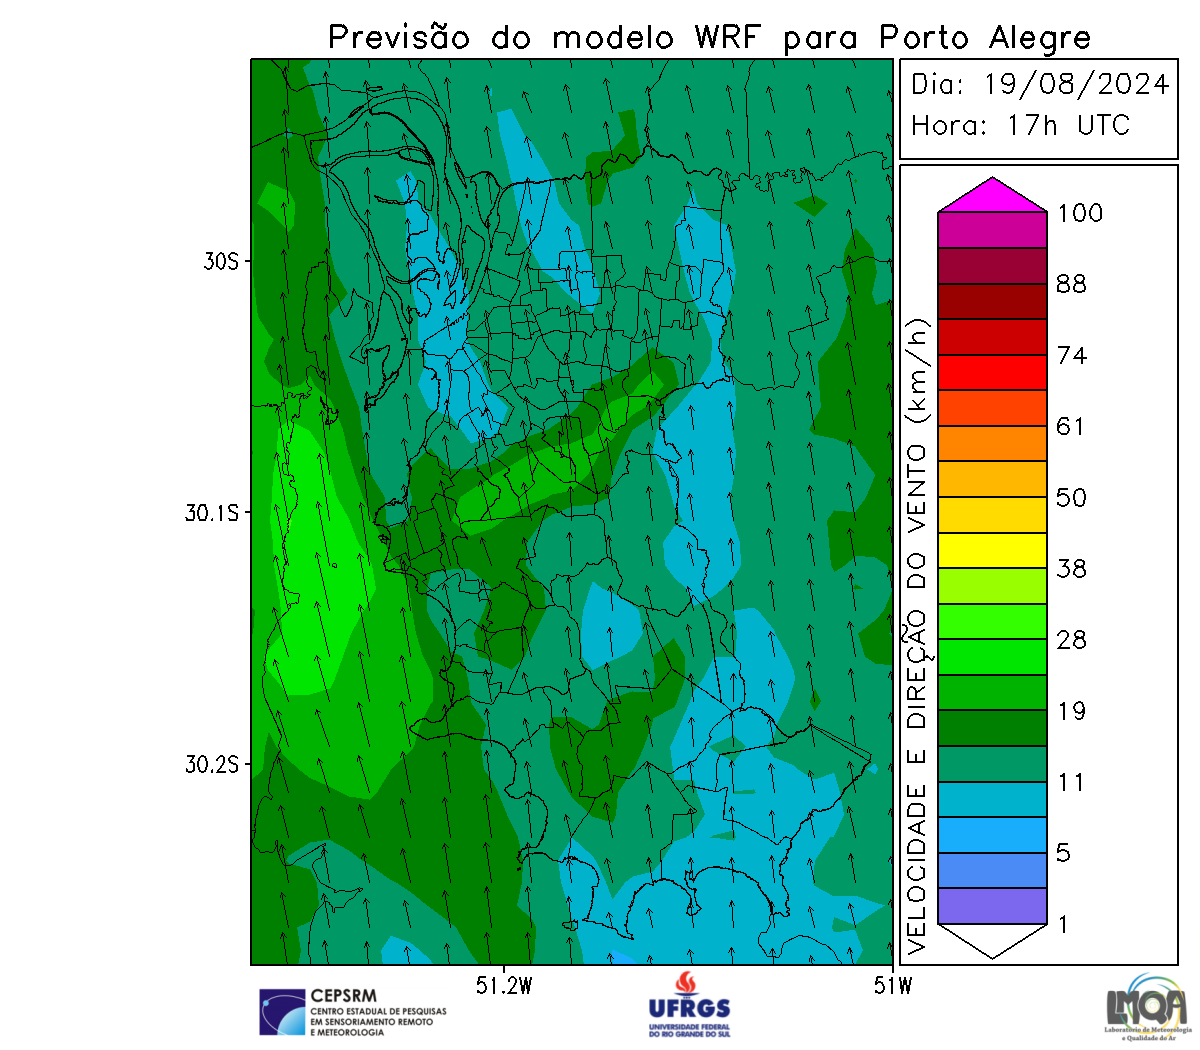 Previsão do modelo WRF para Porto Alegre
Dia: 19/08/2024
Hora: 17h UTC
30S
30.1S
30.2S
51.2W
51W
VELOCIDADE E DIREÇÃO DO VENTO (km/h)
100
88
74
61
50
38
28
19
11
5
1
CEPSRM
CENTRO ESTADUAL DE PESQUISAS
EM SENSORIAMENTO REMOTO
E METEOROLOGIA
UFRGS
UNIVERSIDADE FEDERAL
DO RIO GRANDE DO SUL
LMQA
Laboratório de Meteorologia
e Qualidade do Ar